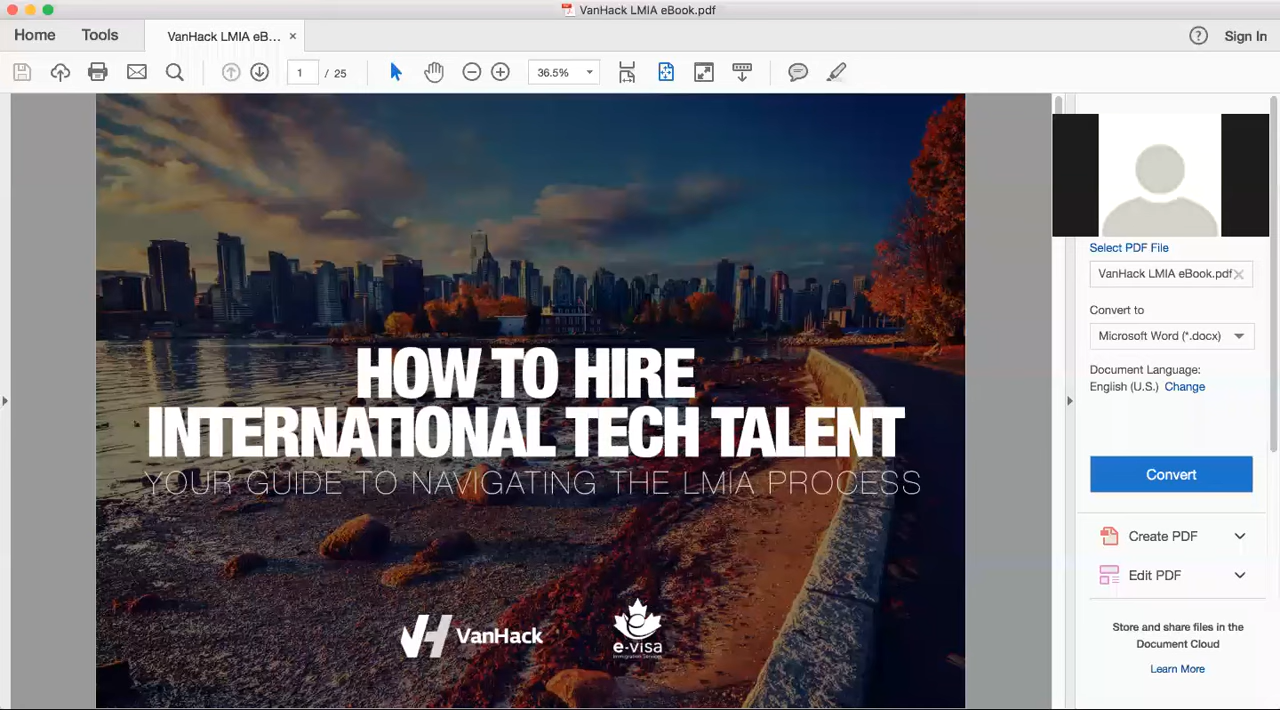 VanHack LMIA eBook.pdf
Home
Tools
VanHack LMIA eB... ×
Sign In
1 / 25
36.5%
HOW TO HIRE
INTERNATIONAL TECH TALENT
YOUR GUIDE TO NAVIGATING THE LMIA PROCESS
VanHack
e-visa
Immigration Services
Select PDF File
VanHack LMIA eBook.pdf
Convert to
Microsoft Word (*.docx)
Document Language:
English (U.S.) Change
Convert
Create PDF
Edit PDF
Store and share files in the
Document Cloud
Learn More